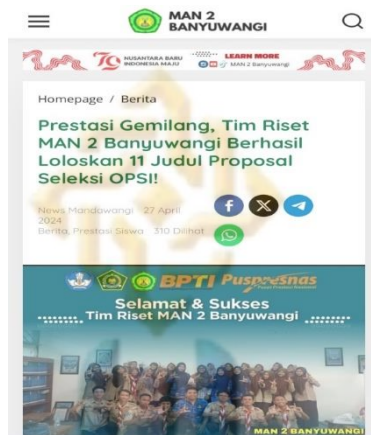 MAN 2
BANYUWANGI
79 NUSANTARA BARU
INDONESIA MAJU
LEARN MORE
MAN 2 Banyuwangi
Homepage / Berita
Prestasi Gemilang, Tim Riset
MAN 2 Banyuwangi Berhasil
Loloskan 11 Judul Proposal
Seleksi OPSI!
News Mandawangi 27 April
2024
Berita, Prestasi Siswa 310 Dilihat
BPTI Puspresnas
Selamat & Sukses
Tim Riset MAN 2 Banyuwangi
MAN 2 BANYUWANGI